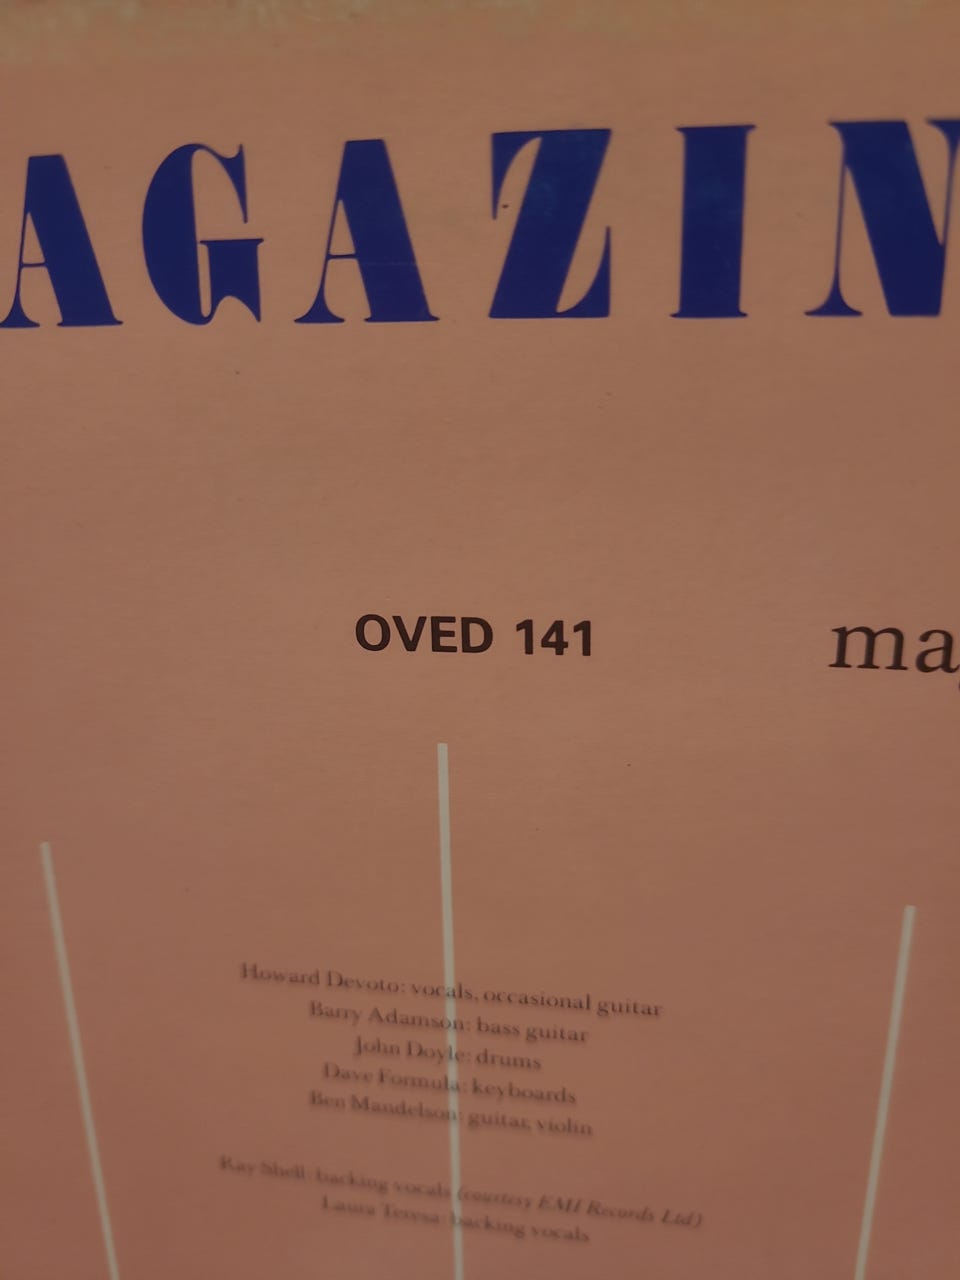 AGAZIN
OVED 141
ma
Howard Devoto: vocals, occasional guitar
Barry Adamson: bass guitar
John Doyle: drums
Dave Formula: keyboards
Ben Mandelson: guitar, violin
Ray Shell: backing vocals (courtesy EMI Records Ltd)
Laura Teresa: backing vocals